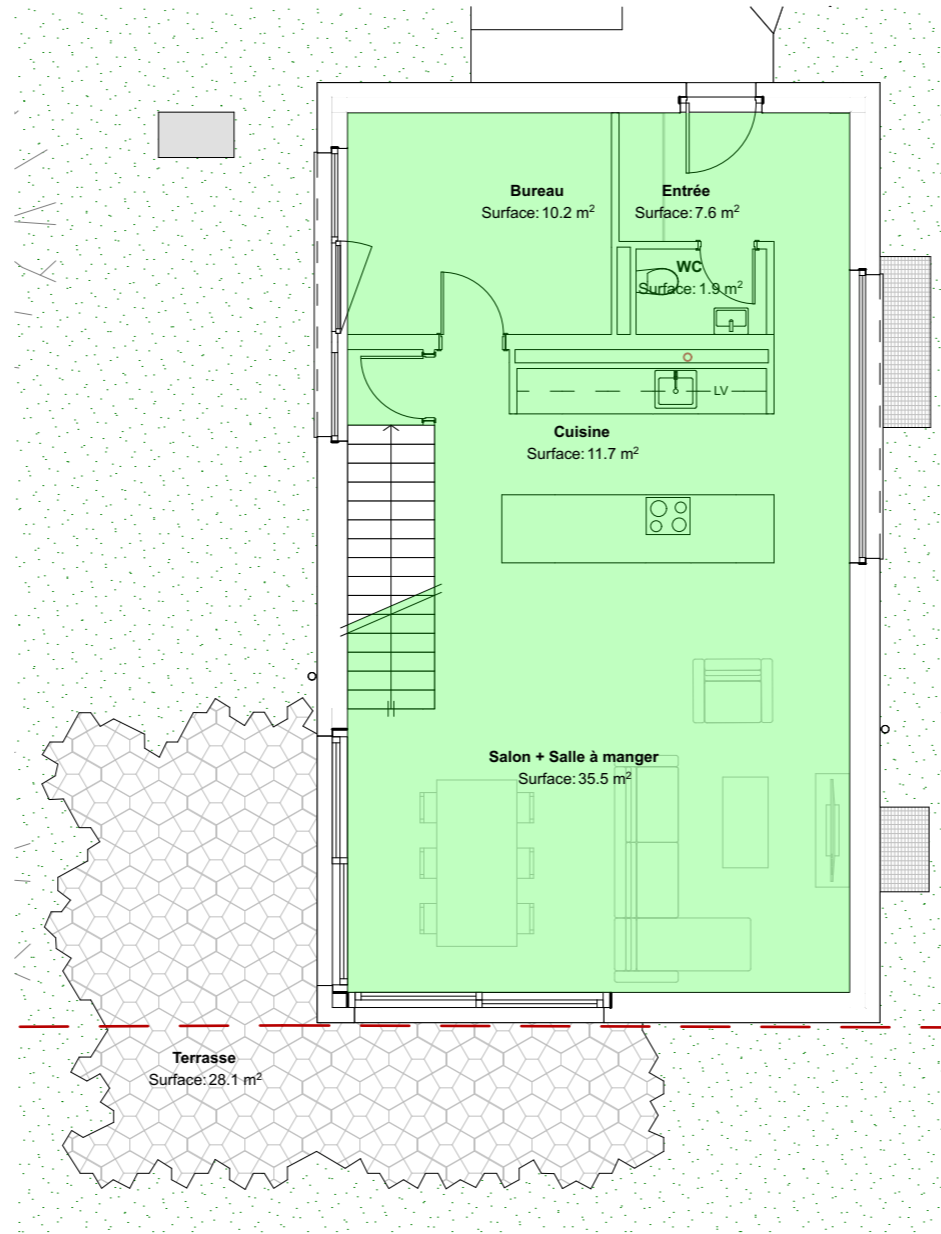 Bureau
Surface: 10.2 m²
Entrée
Surface: 7.6 m²
WC
Surface: 1.9 m²
LV
Cuisine
Surface: 11.7 m²
Salon + Salle à manger
Surface: 35.5 m²
Terrasse
Surface: 28.1 m²